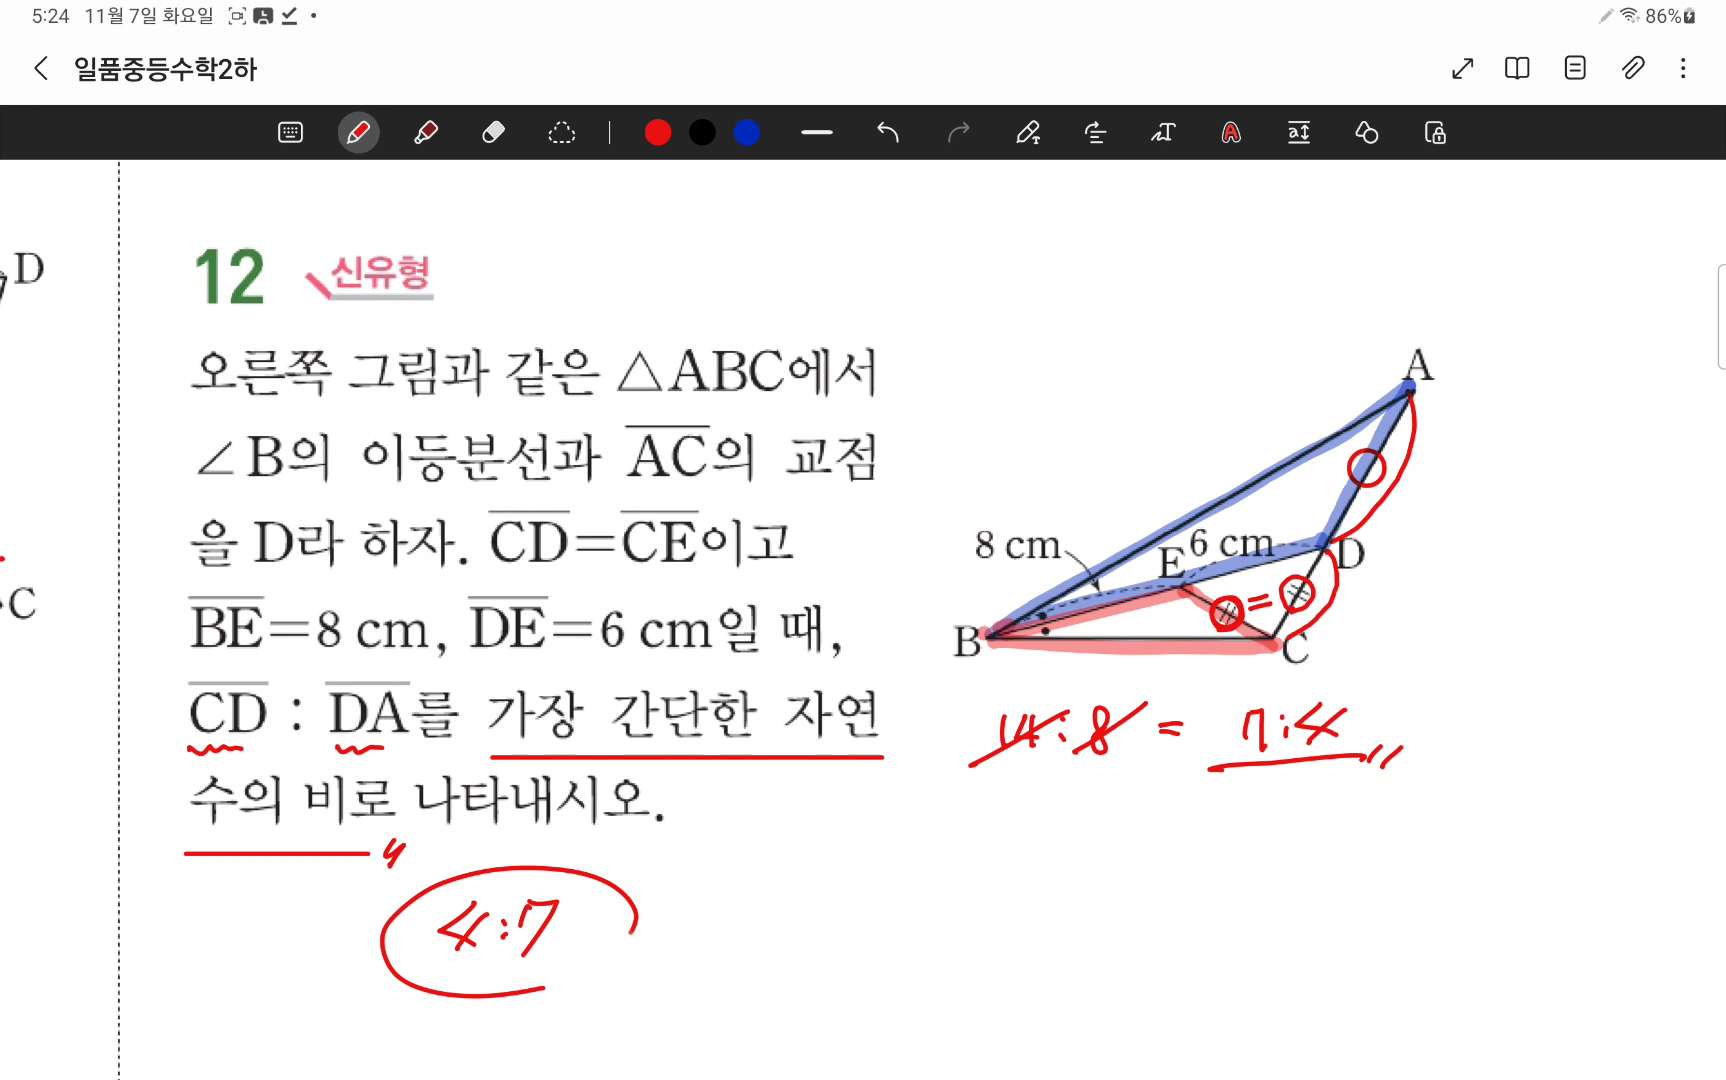 5:24 11월 7일 화요일 86%
일품중등수학2하
D
C
12 신유형
오른쪽 그림과 같은 △ABC에서
∠B의 이등분선과 AC의 교점
을 D라 하자. CD=CE이고
BE=8 cm, DE=6 cm일 때,
CD : DA를 가장 간단한 자연
수의 비로 나타내시오.
4:7
A
8 cm E 6 cm D
B C
14:8 = 7:4